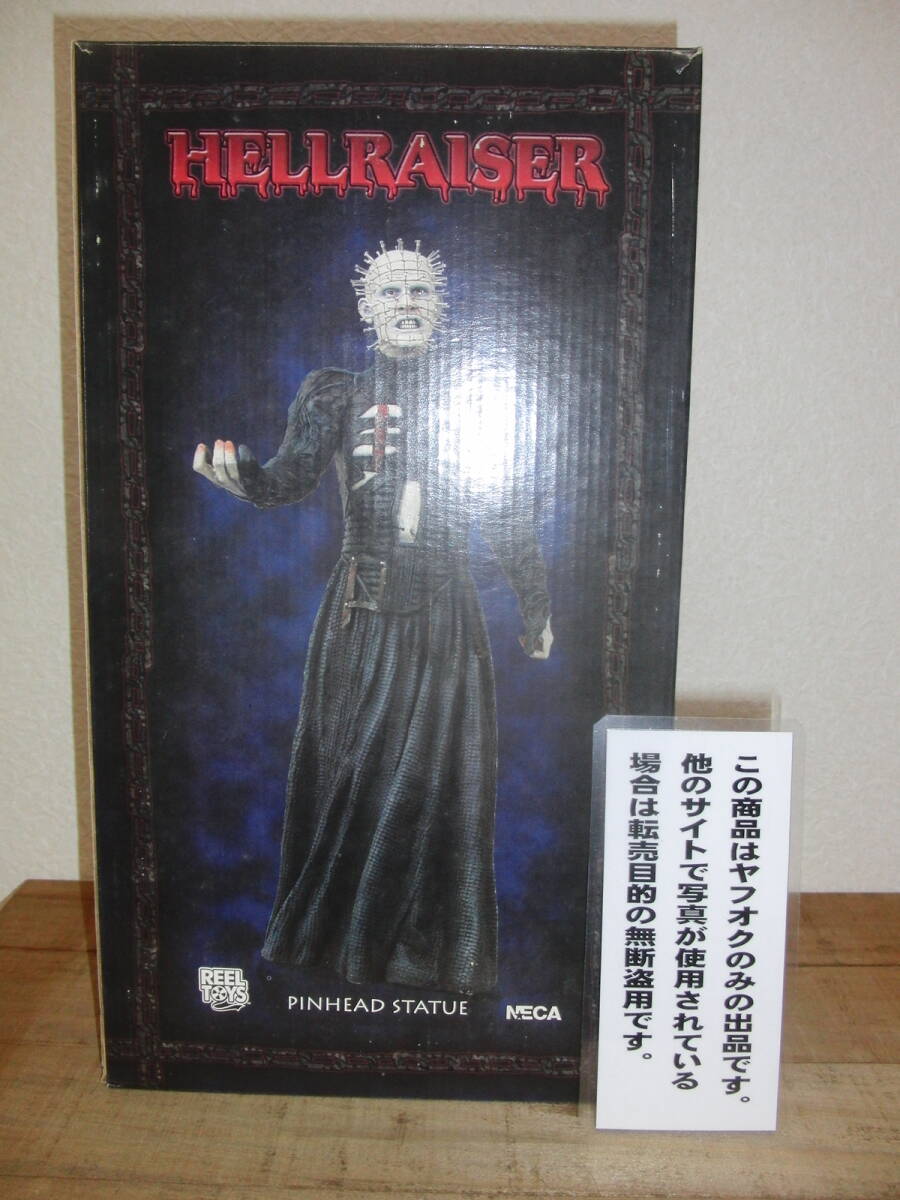 HELLRAISER
REEL
TOYS
PINHEAD STATUE
NECA
この商品はヤフオクのみの出品です。
他のサイトで写真が使用されている
場合は転売目的の無断盗用です。